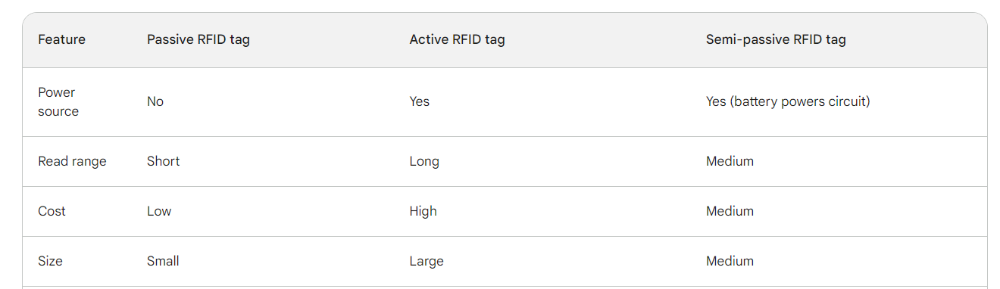 Feature Passive RFID tag Active RFID tag Semi-passive RFID tag
Power source No Yes Yes (battery powers circuit)
Read range Short Long Medium
Cost Low High Medium
Size Small Large Medium